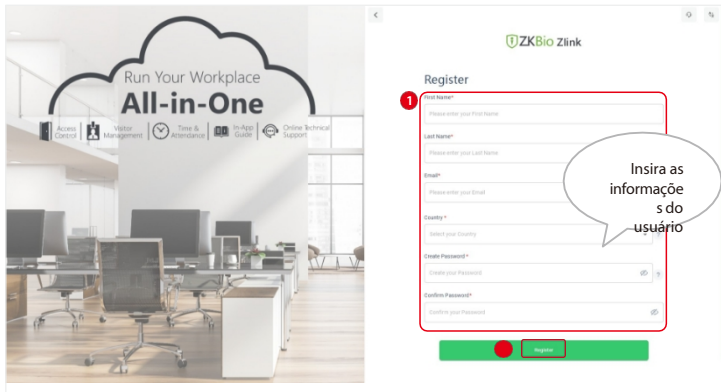 ZKBio Zlink
Run Your Workplace
All-in-One
Access Control
Visitor Management
Time & Attendance
In-App Guide
Online Technical Support
Register
1
First Name*
Please enter your First Name
Last Name*
Please enter your Last Name
Email*
Please enter your Email
Country *
Select your Country
Create Password *
Create your Password
?
Confirm Password*
Confirm your Password
Register
Insira as
informaçõe
s do
usuário